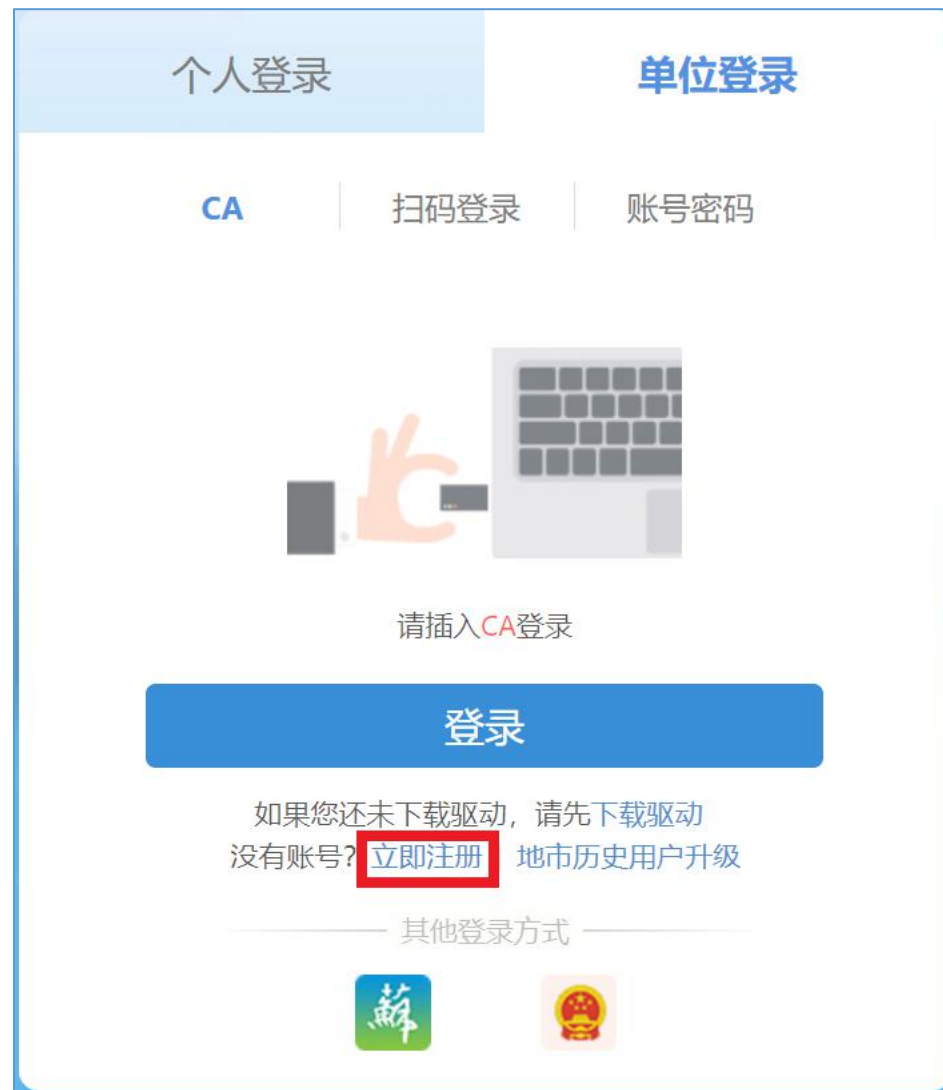 个人登录 单位登录
CA 扫码登录 账号密码
请插入CA登录
登录
如果您还未下载驱动，请先下载驱动
没有账号？立即注册 地市历史用户升级
其他登录方式
蘇